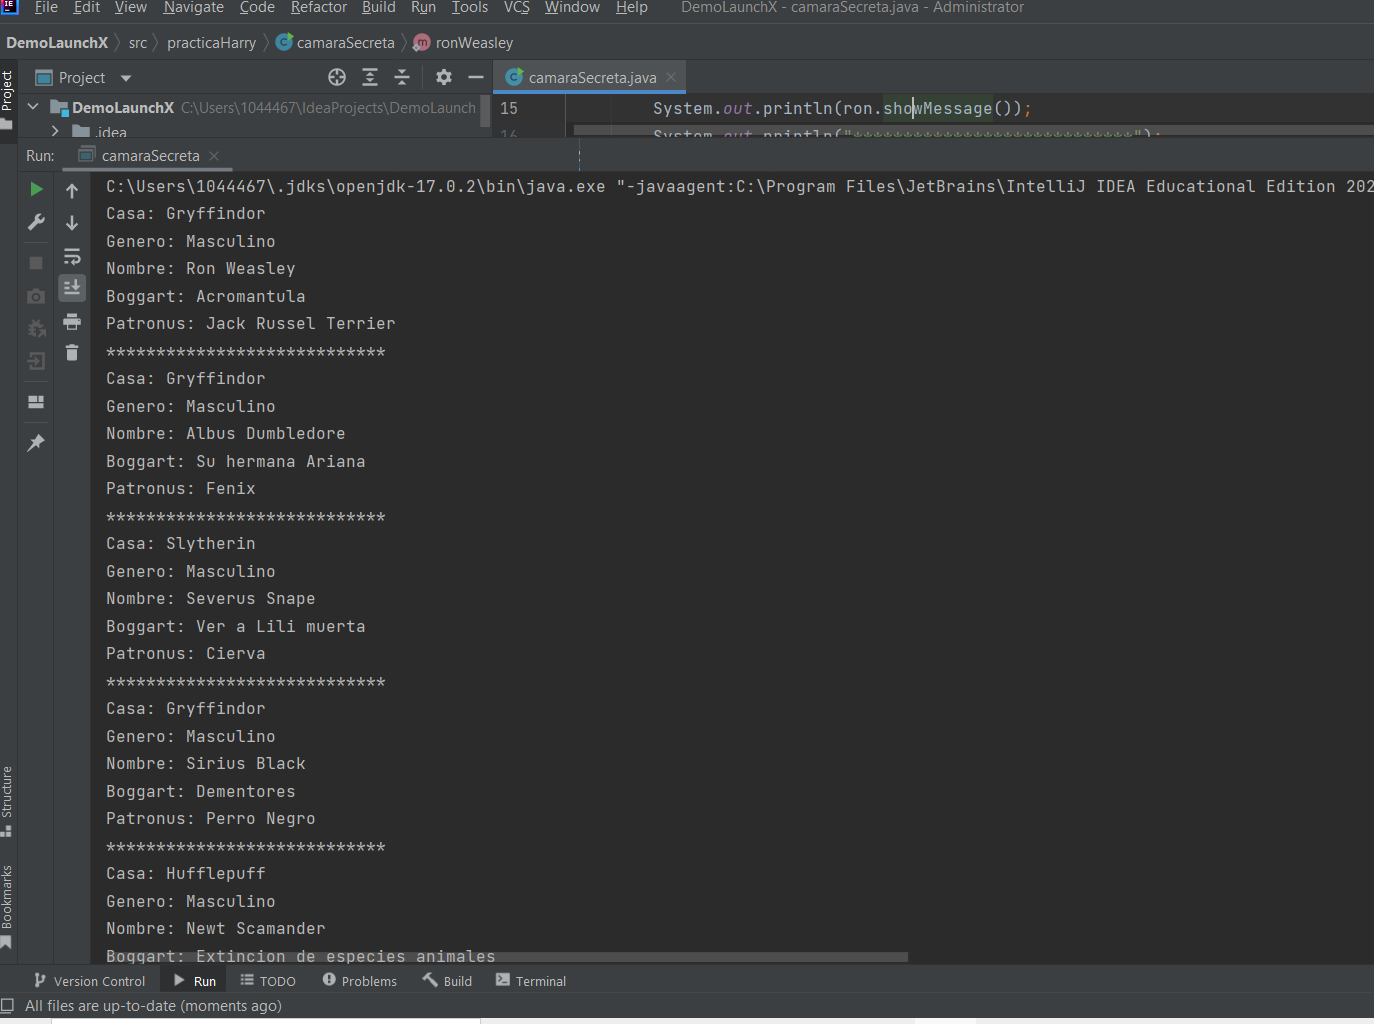 File Edit View Navigate Code Refactor Build Run Tools VCS Window Help DemoLaunchX - camaraSecreta.java - Administrator
DemoLaunchX src practicaHarry camaraSecreta ronWeasley
Project
Project camaraSecreta.java
DemoLaunchX C:\Users\1044467\IdeaProjects\DemoLaunch
15 System.out.println(ron.showMessage());
.idea
16 System.out.println("****************************");
Run: camaraSecreta
C:\Users\1044467\.jdks\openjdk-17.0.2\bin\java.exe "-javaagent:C:\Program Files\JetBrains\IntelliJ IDEA Educational Edition 202
Casa: Gryffindor
Genero: Masculino
Nombre: Ron Weasley
Boggart: Acromantula
Patronus: Jack Russel Terrier
****************************
Casa: Gryffindor
Genero: Masculino
Nombre: Albus Dumbledore
Boggart: Su hermana Ariana
Patronus: Fenix
****************************
Casa: Slytherin
Genero: Masculino
Nombre: Severus Snape
Boggart: Ver a Lili muerta
Patronus: Cierva
****************************
Casa: Gryffindor
Genero: Masculino
Nombre: Sirius Black
Boggart: Dementores
Patronus: Perro Negro
****************************
Casa: Hufflepuff
Genero: Masculino
Nombre: Newt Scamander
Boggart: Extincion de especies animales
Structure
Bookmarks
Version Control Run TODO Problems Build Terminal
All files are up-to-date (moments ago)